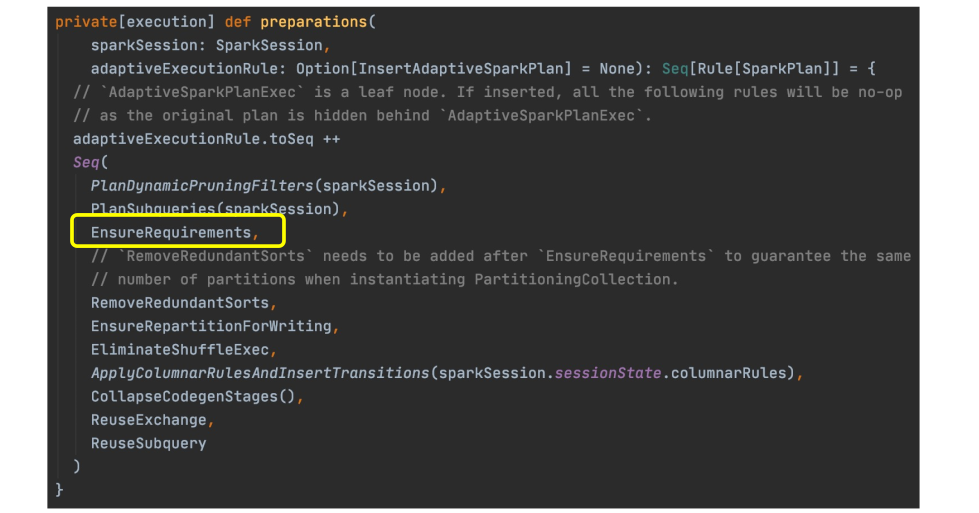 private[execution] def preparations(
sparkSession: SparkSession,
adaptiveExecutionRule: Option[InsertAdaptiveSparkPlan] = None): Seq[Rule[SparkPlan]] = {
// `AdaptiveSparkPlanExec` is a leaf node. If inserted, all the following rules will be no-op
// as the original plan is hidden behind `AdaptiveSparkPlanExec`.
adaptiveExecutionRule.toSeq ++
Seq(
PlanDynamicPruningFilters(sparkSession),
PlanSubqueries(sparkSession),
EnsureRequirements,
// `RemoveRedundantSorts` needs to be added after `EnsureRequirements` to guarantee the same
// number of partitions when instantiating PartitioningCollection.
RemoveRedundantSorts,
EnsureRepartitionForWriting,
EliminateShuffleExec,
ApplyColumnarRulesAndInsertTransitions(sparkSession.sessionState.columnarRules),
CollapseCodegenStages(),
ReuseExchange,
ReuseSubquery
)
}